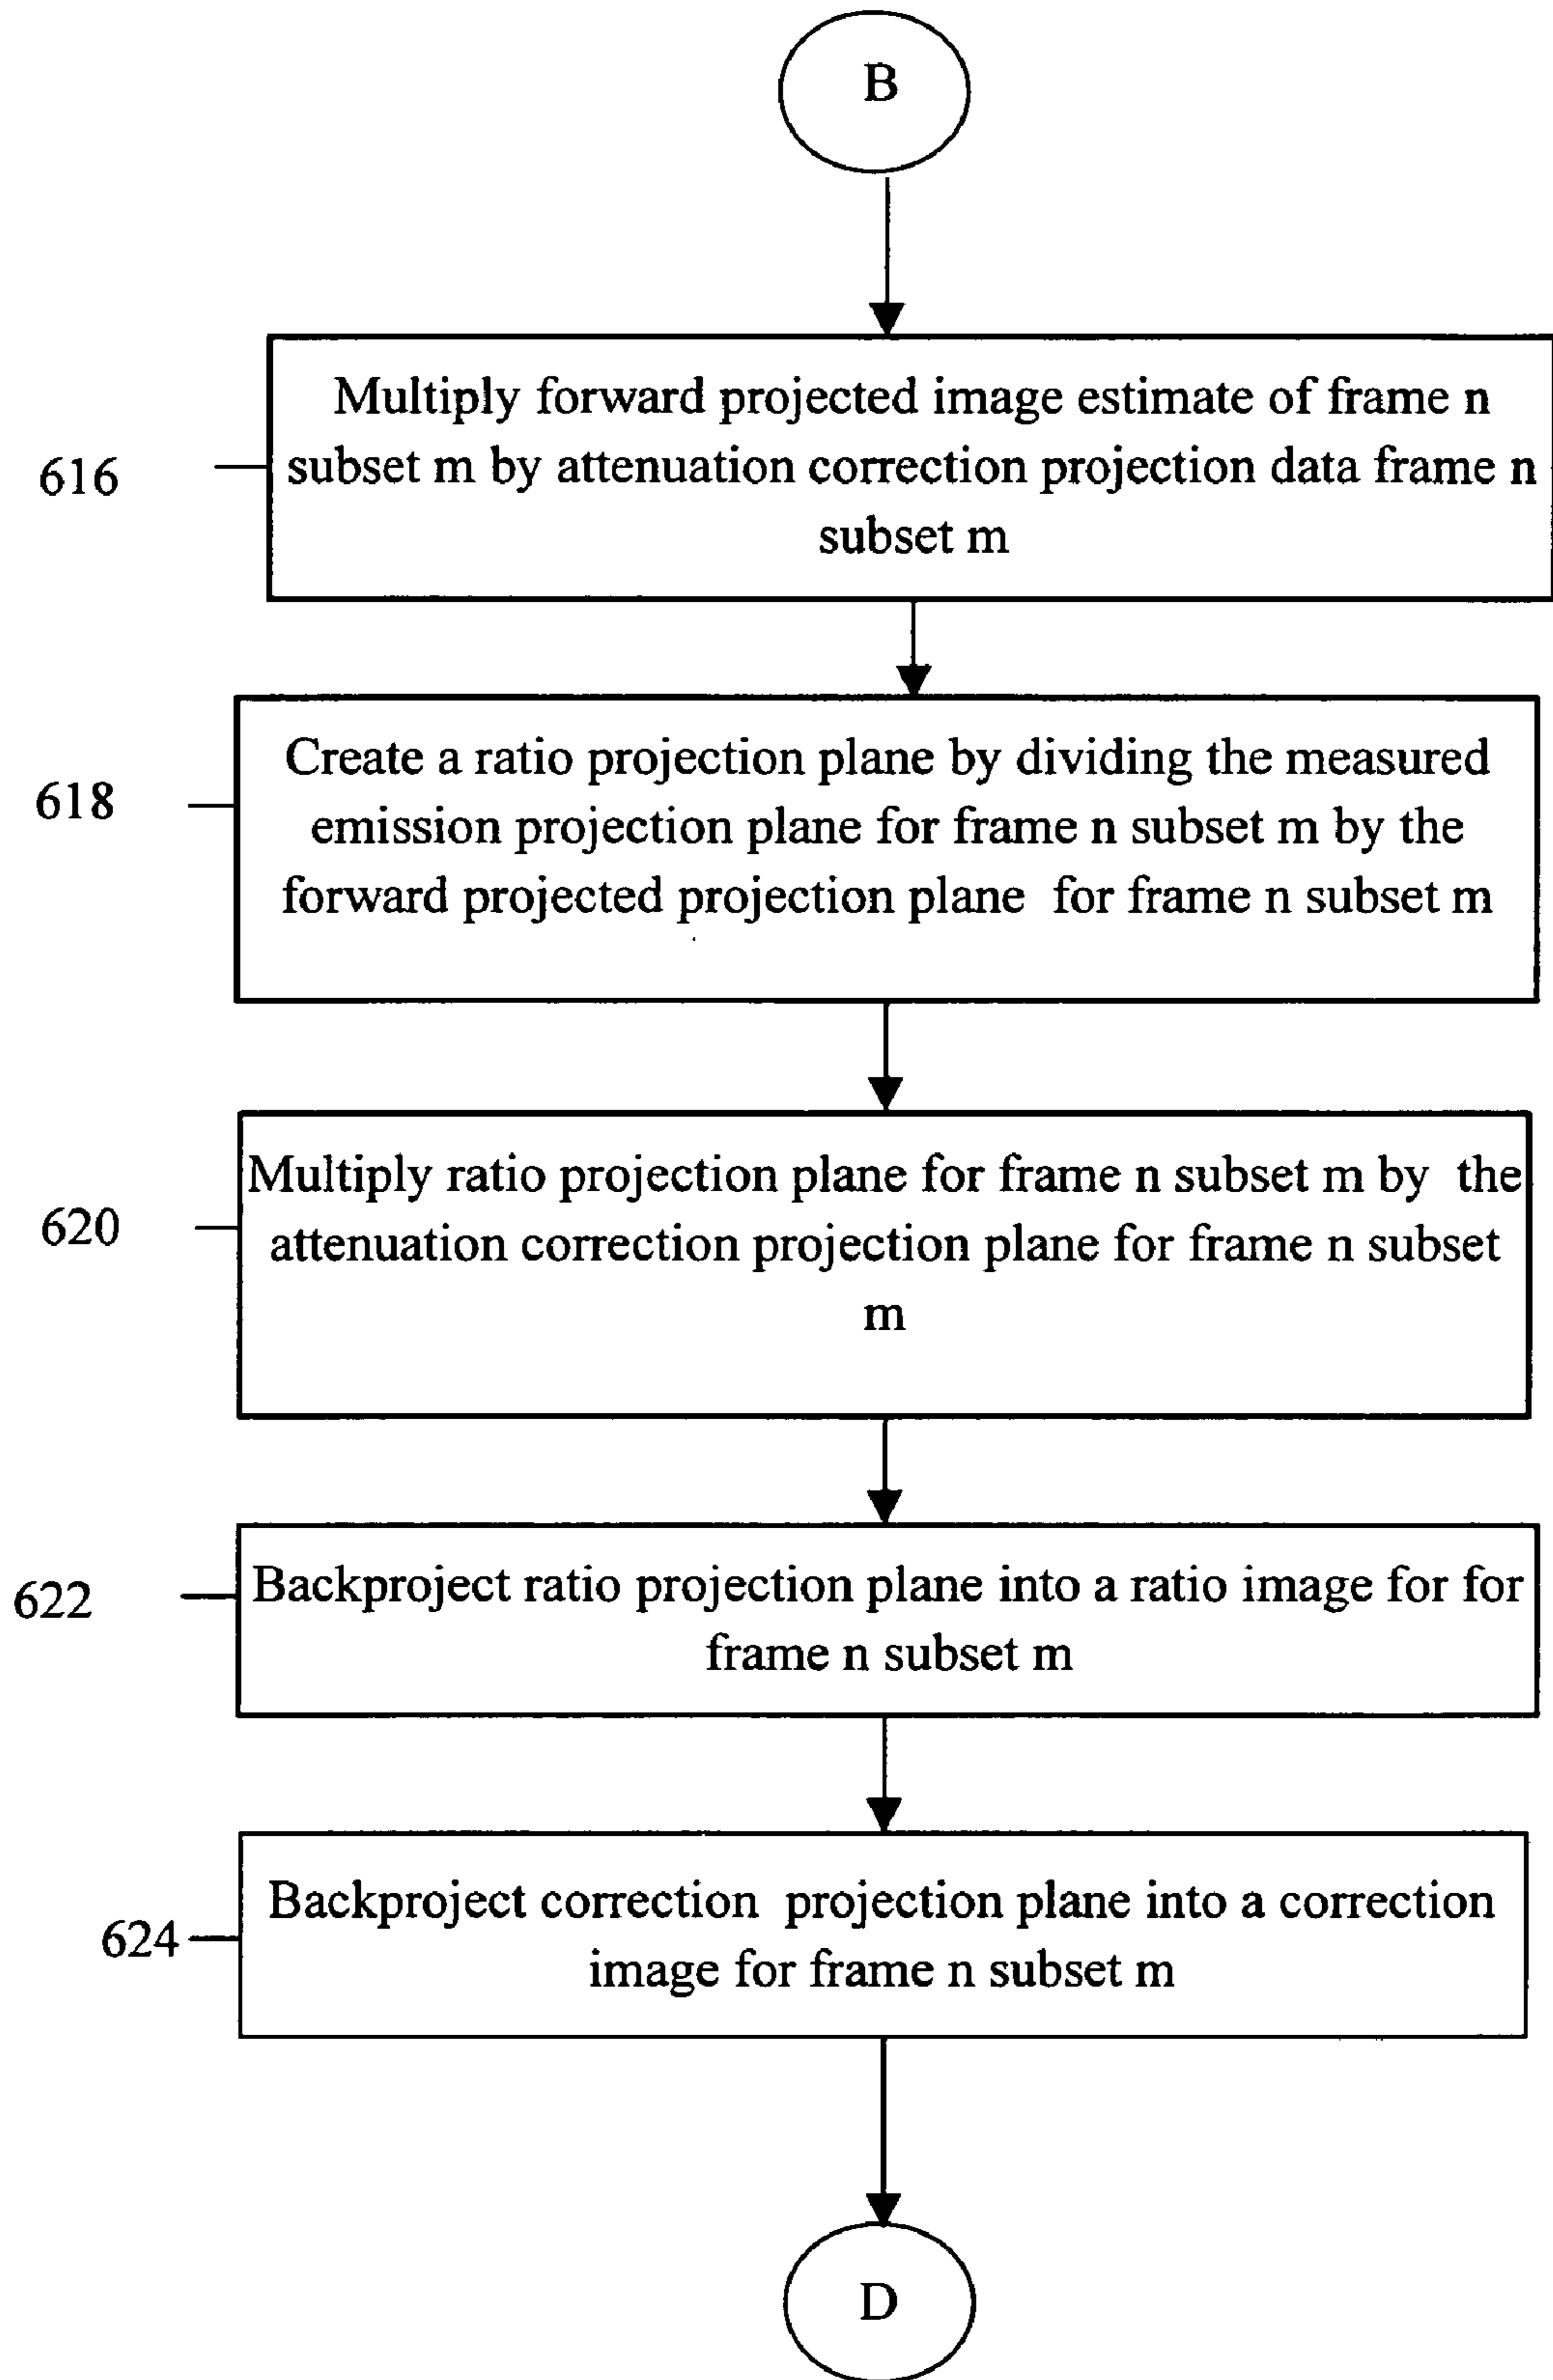 B
616
Multiply forward projected image estimate of frame n
subset m by attenuation correction projection data frame n
subset m
618
Create a ratio projection plane by dividing the measured
emission projection plane for frame n subset m by the
forward projected projection plane for frame n subset m
620
Multiply ratio projection plane for frame n subset m by the
attenuation correction projection plane for frame n subset
m
622
Backproject ratio projection plane into a ratio image for for
frame n subset m
624
Backproject correction projection plane into a correction
image for frame n subset m
D